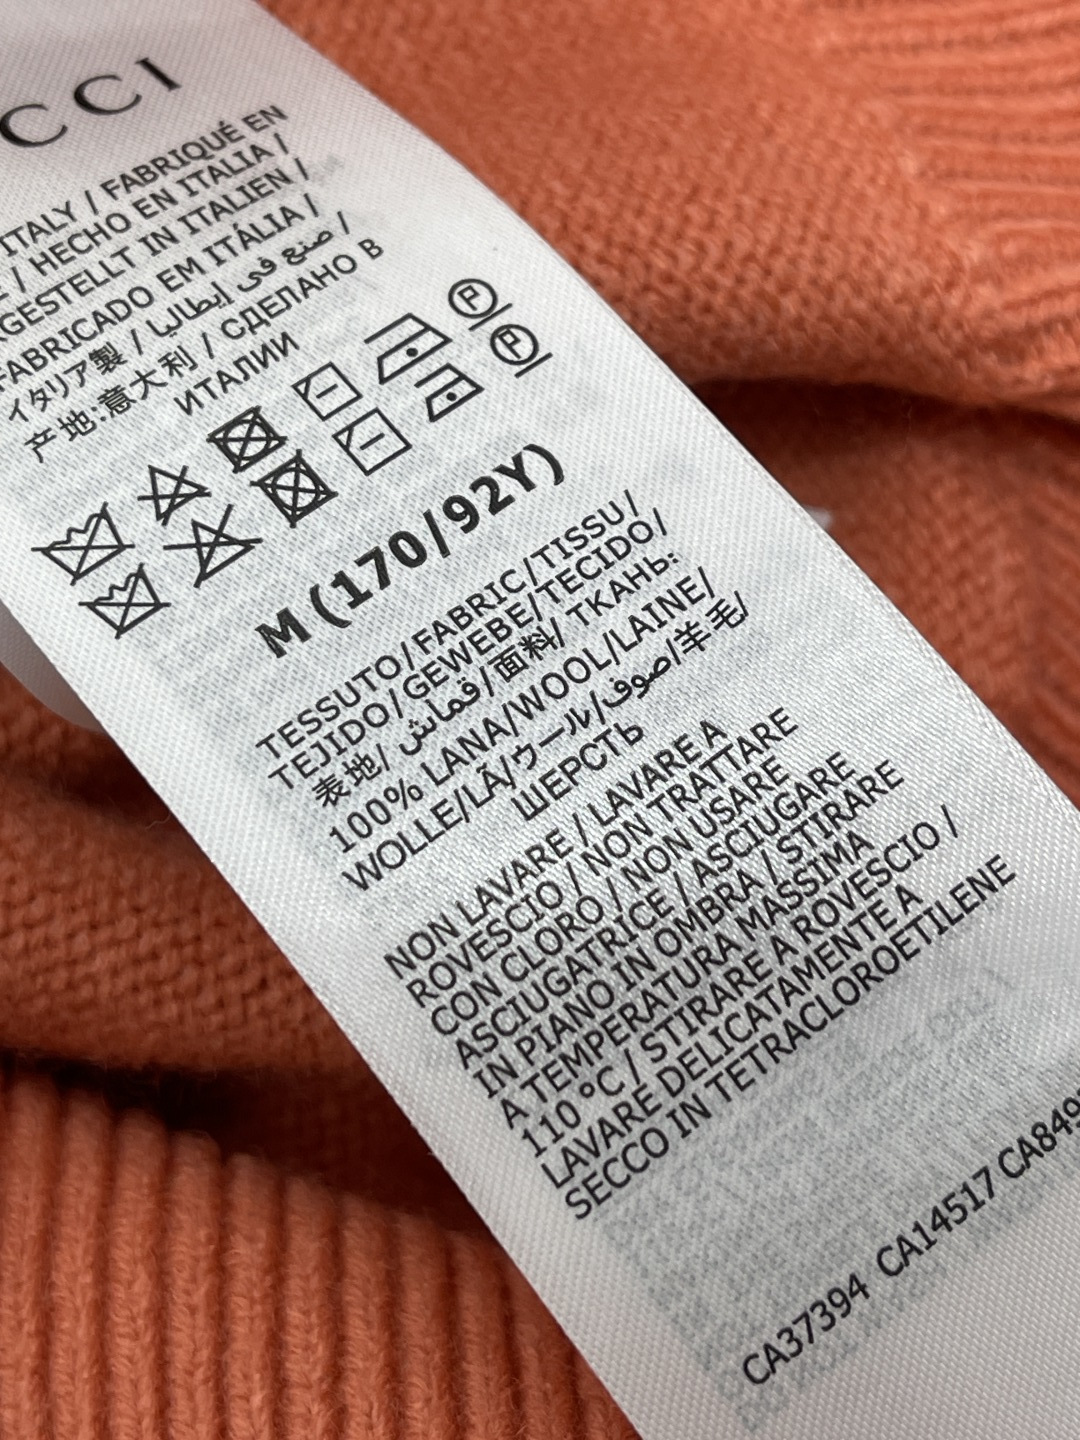 CCI
ITALY / FABRIQUÉ EN
/ HECHO EN ITALIA /
GESTELLT IN ITALIEN /
FABRICADO EM ITÁLIA /
イタリア製 / صنع في إيطاليا /
产地:意大利 / СДЕЛАНО В
ИТАЛИИ
M (170/92Y)
TESSUTO/FABRIC/TISSU/
TEJIDO/GEWEBE/TECIDO/
表地/ قماش/面料/ ТКАНЬ:
100% LANA/WOOL/LAINE/
WOLLE/LÃ/ウール/صوف/羊毛/
ШЕРСТЬ
NON LAVARE / LAVARE A
ROVESCIO / NON TRATTARE
CON CLORO / NON USARE
ASCIUGATRICE / ASCIUGARE
IN PIANO IN OMBRA / STIRARE
A TEMPERATURA MASSIMA
110 °C / STIRARE A ROVESCIO /
LAVARE DELICATAMENTE A
SECCO IN TETRACLOROETILENE
CA37394 CA14517 CA849